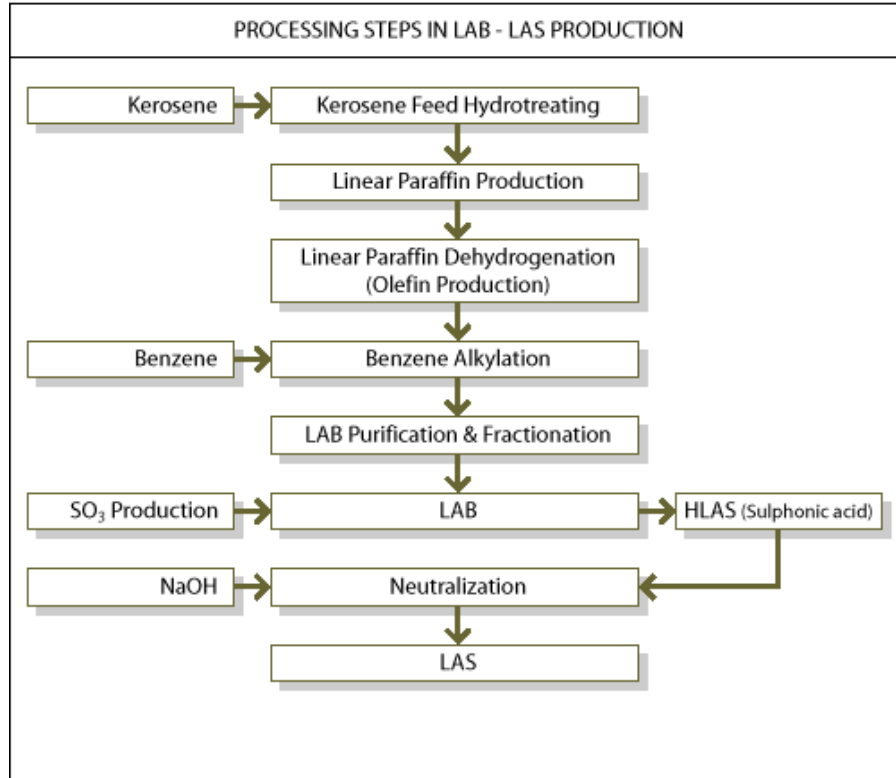 PROCESSING STEPS IN LAB - LAS PRODUCTION
Kerosene
Kerosene Feed Hydrotreating
Linear Paraffin Production
Linear Paraffin Dehydrogenation
(Olefin Production)
Benzene
Benzene Alkylation
LAB Purification & Fractionation
SO₃ Production
LAB
HLAS (Sulphonic acid)
NaOH
Neutralization
LAS